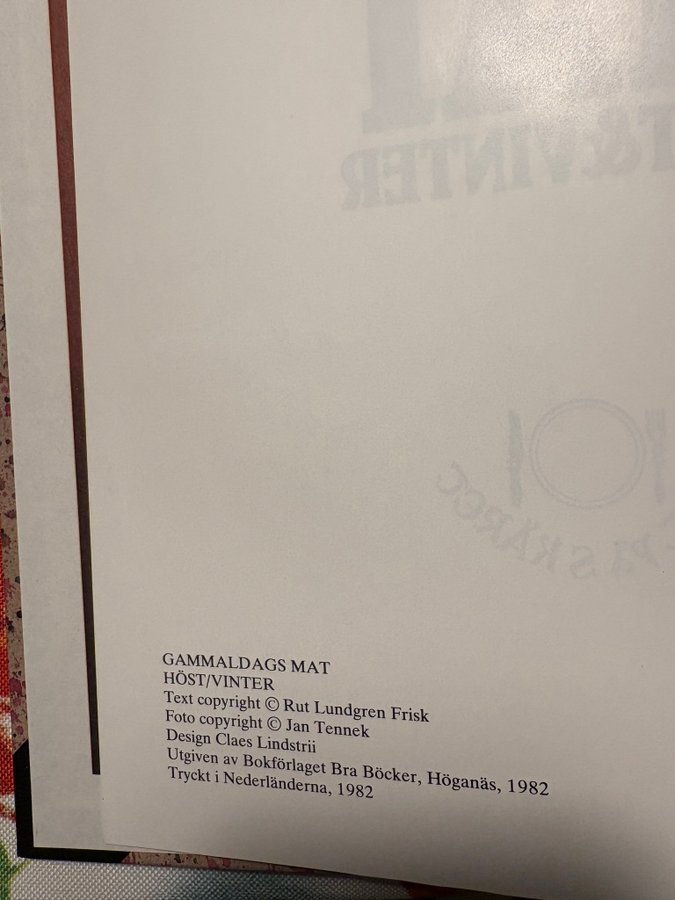 &VINTER
GAMMALDAGS MAT
HÖST/VINTER
Text copyright © Rut Lundgren Frisk
Foto copyright © Jan Tennek
Design Claes Lindstrii
Utgiven av Bokförlaget Bra Böcker, Höganäs, 1982
Tryckt i Nederländerna, 1982